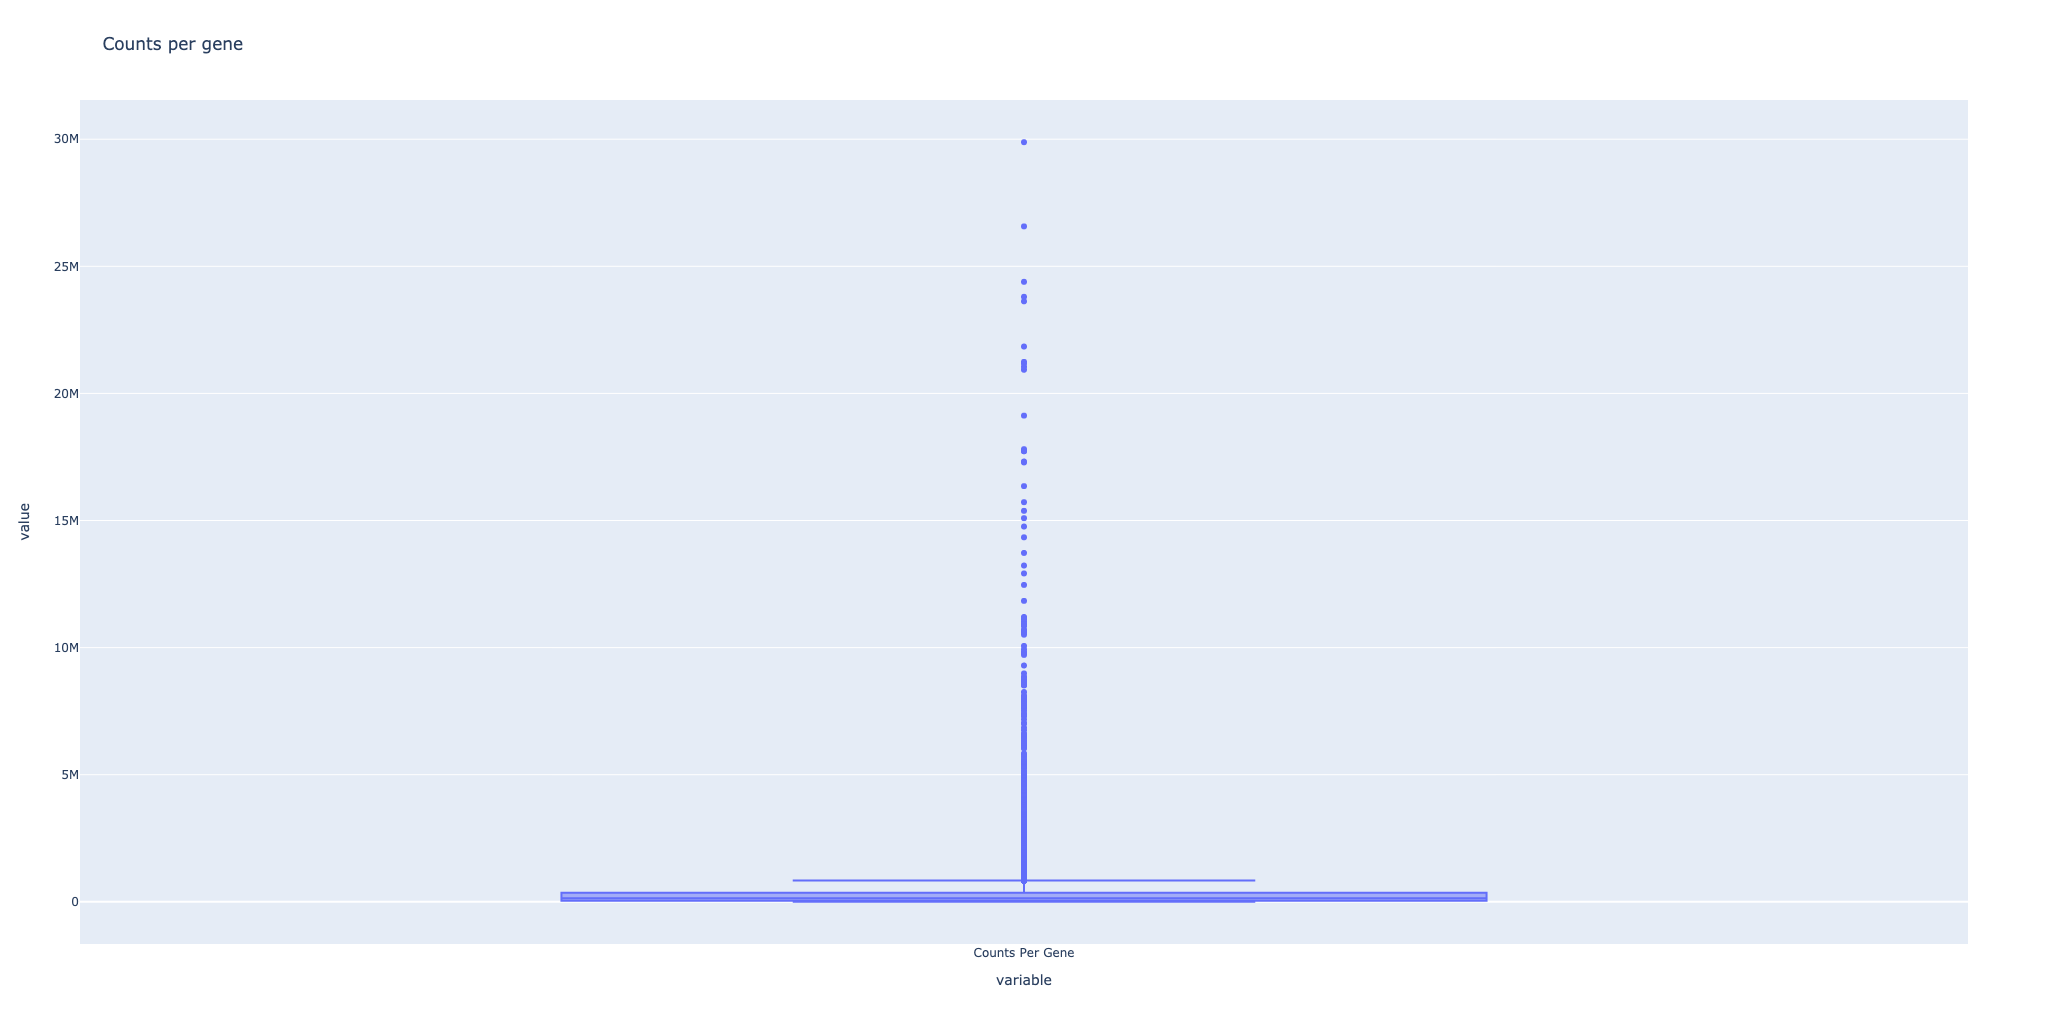 Counts per gene
30M
25M
20M
15M
10M
5M
0
value
Counts Per Gene
variable